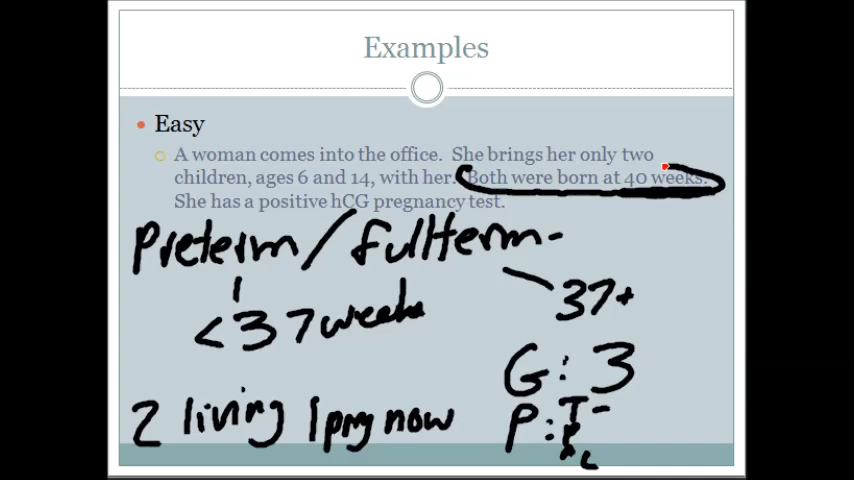 Examples
Easy
A woman comes into the office. She brings her only two
children, ages 6 and 14, with her. Both were born at 40 weeks.
She has a positive hCG pregnancy test.
Preterm/fullterm-
<37 weeks
37+
G: 3
2 living 1 preg now
P: T-
P
A L